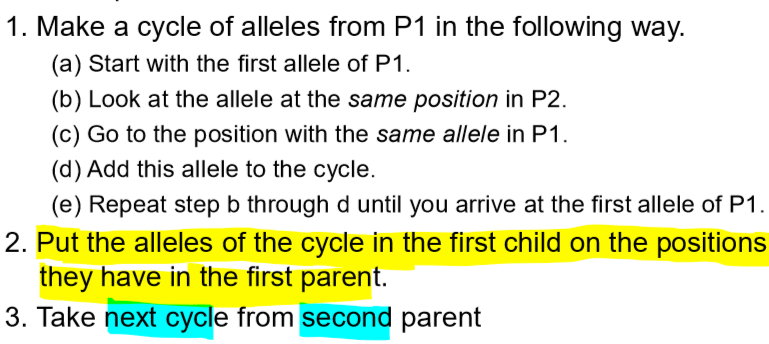 1. Make a cycle of alleles from P1 in the following way.
(a) Start with the first allele of P1.
(b) Look at the allele at the same position in P2.
(c) Go to the position with the same allele in P1.
(d) Add this allele to the cycle.
(e) Repeat step b through d until you arrive at the first allele of P1.
2. Put the alleles of the cycle in the first child on the positions
they have in the first parent.
3. Take next cycle from second parent